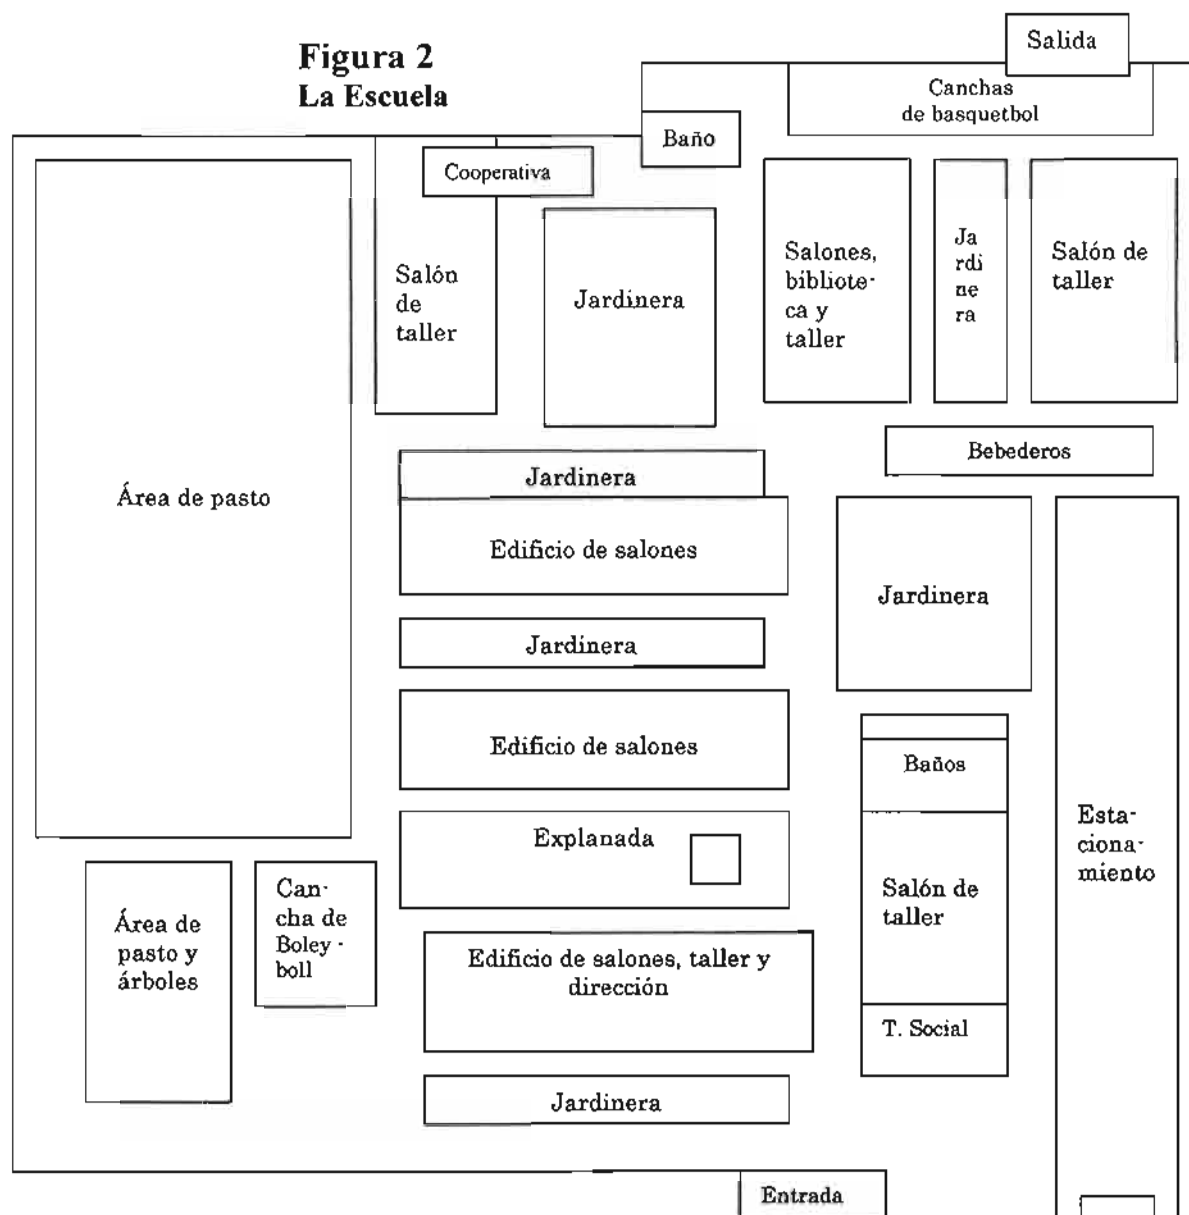 Figura 2
La Escuela
Salida
Canchas
de basquetbol
Baño
Cooperativa
Salón
de
taller
Jardinera
Salones,
bibliote-
ca y
taller
Ja
rdi
ne
ra
Salón de
taller
Jardinera
Bebederos
Área de pasto
Edificio de salones
Jardinera
Jardinera
Edificio de salones
Baños
Explanada
Esta-
ciona-
miento
Área de
pasto y
árboles
Can-
cha de
Boley -
boll
Salón de
taller
Edificio de salones, taller y
dirección
T. Social
Jardinera
Entrada